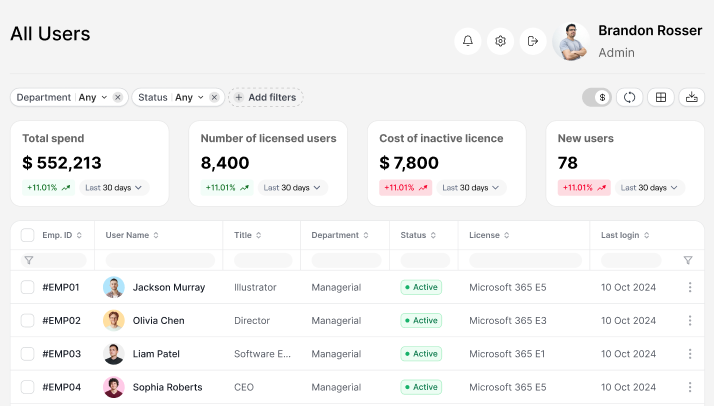 All Users
Brandon Rosser
Admin
Department Any Status Any + Add filters
$
Total spend
$ 552,213
+11.01% Last 30 days
Number of licensed users
8,400
+11.01% Last 30 days
Cost of inactive licence
$ 7,800
+11.01% Last 30 days
New users
78
+11.01% Last 30 days
Emp. ID User Name Title Department Status License Last login
#EMP01 Jackson Murray Illustrator Managerial Active Microsoft 365 E5 10 Oct 2024
#EMP02 Olivia Chen Director Managerial Active Microsoft 365 E3 10 Oct 2024
#EMP03 Liam Patel Software E... Managerial Active Microsoft 365 E1 10 Oct 2024
#EMP04 Sophia Roberts CEO Managerial Active Microsoft 365 E5 10 Oct 2024